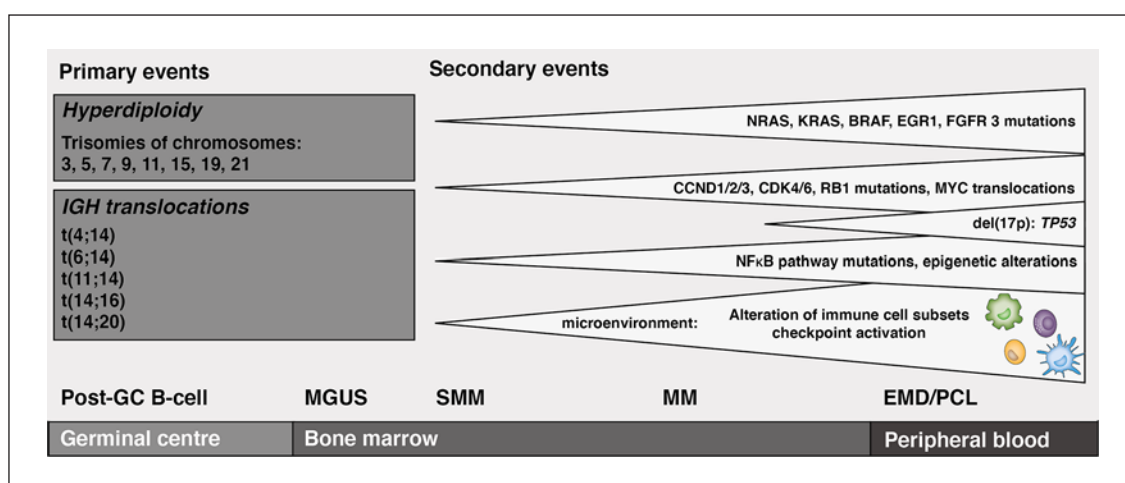 Primary events
Secondary events
Hyperdiploidy
Trisomies of chromosomes:
3, 5, 7, 9, 11, 15, 19, 21
IGH translocations
t(4;14)
t(6;14)
t(11;14)
t(14;16)
t(14;20)
NRAS, KRAS, BRAF, EGR1, FGFR 3 mutations
CCND1/2/3, CDK4/6, RB1 mutations, MYC translocations
del(17p): TP53
NFκB pathway mutations, epigenetic alterations
microenvironment:
Alteration of immune cell subsets
checkpoint activation
Post-GC B-cell
MGUS
SMM
MM
EMD/PCL
Germinal centre
Bone marrow
Peripheral blood